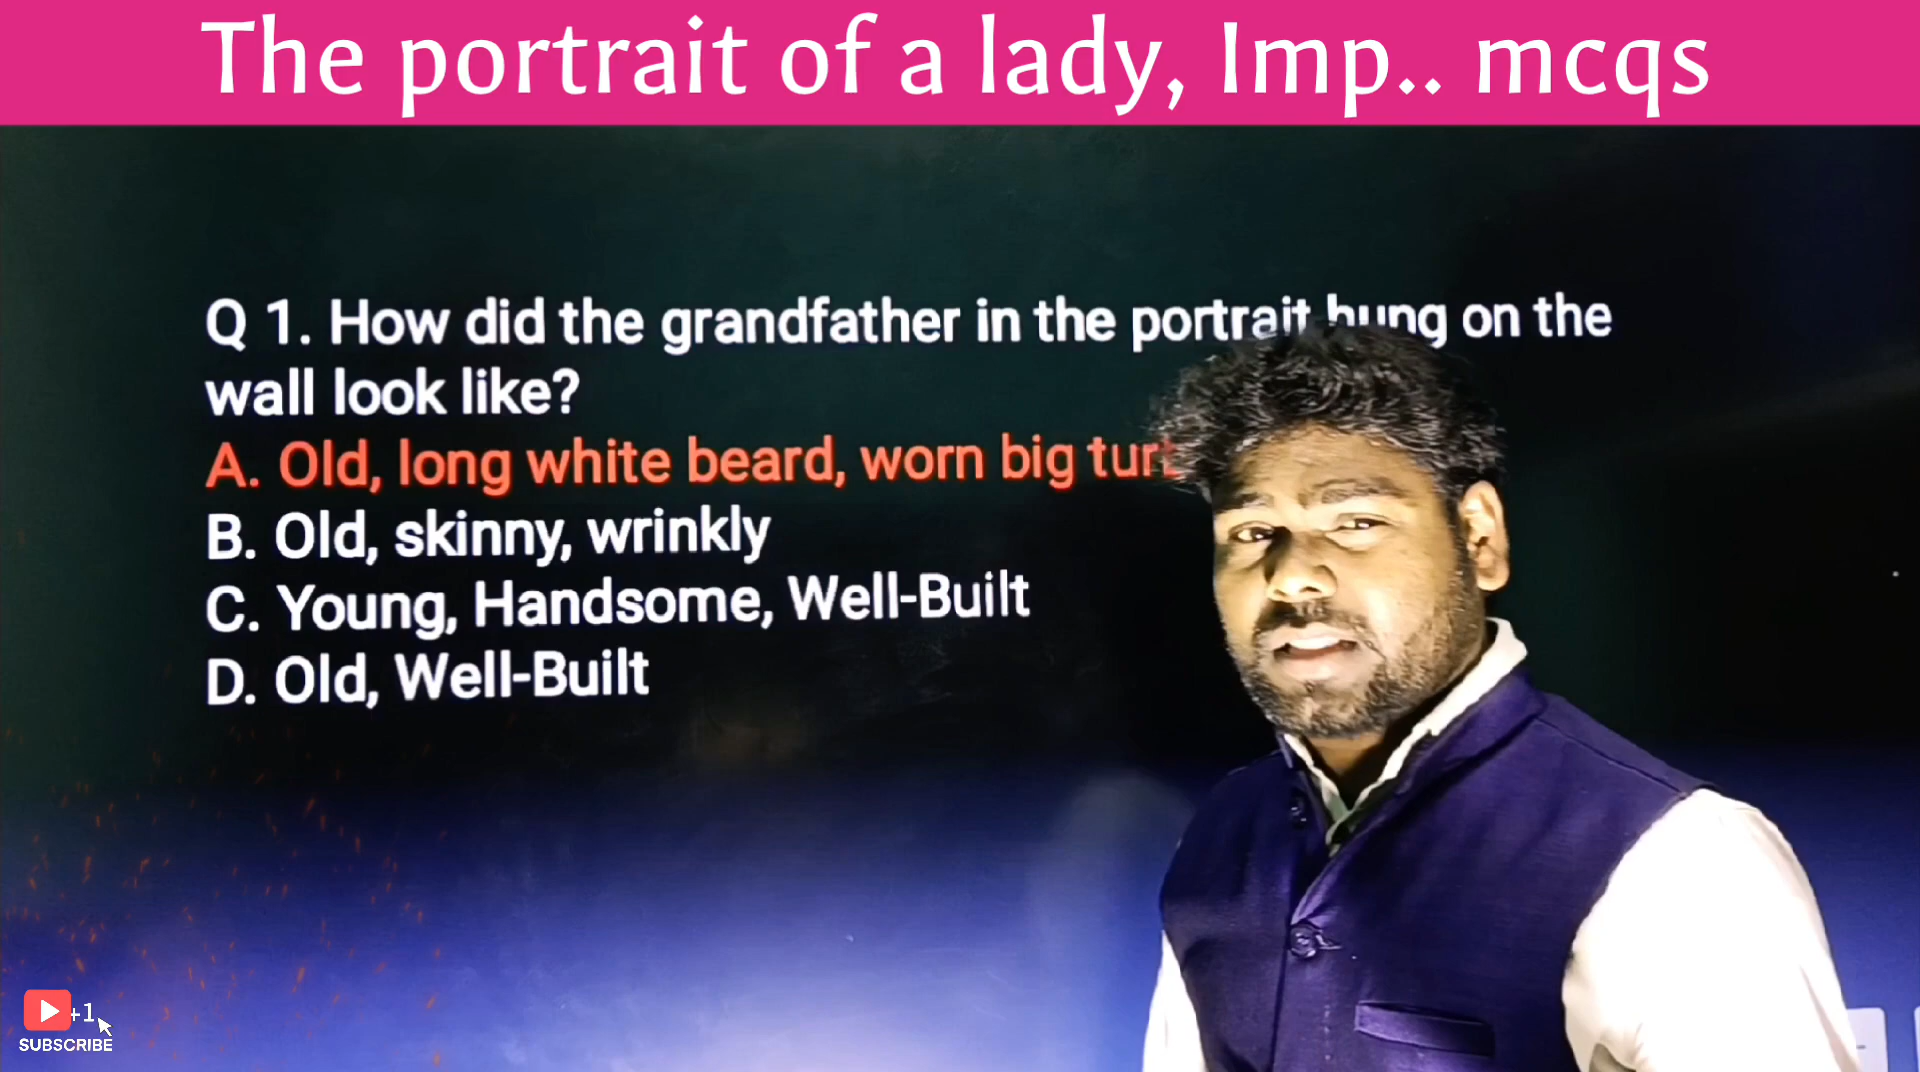 The portrait of a lady, Imp.. mcqs
Q 1. How did the grandfather in the portrait hung on the
wall look like?
A. Old, long white beard, worn big
B. Old, skinny, wrinkly
C. Young, Handsome, Well-Built
D. Old, Well-Built
+1
SUBSCRIBE